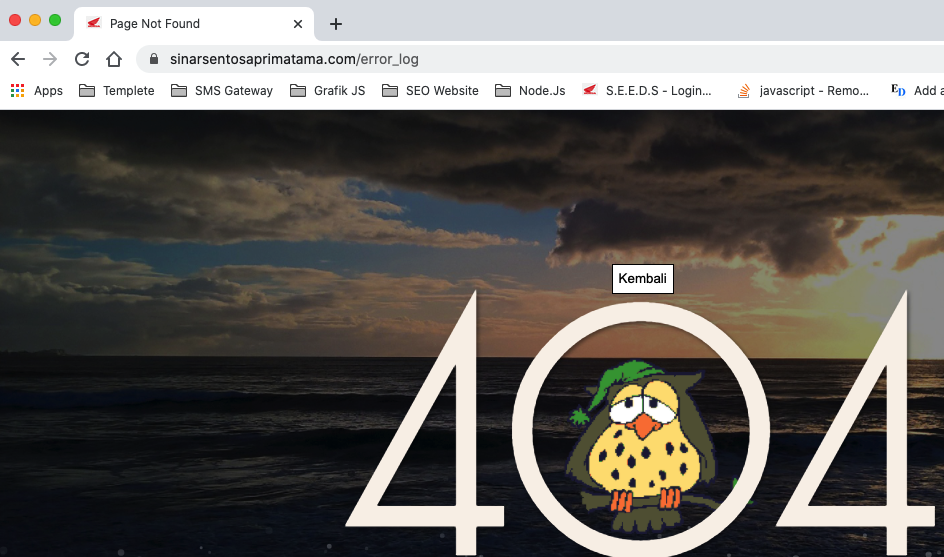 Page Not Found
sinarsentosaprimatama.com/error_log
Apps Templete SMS Gateway Grafik JS SEO Website Node.Js S.E.E.D.S - Login... javascript - Remo... ED Add a
Kembali
404